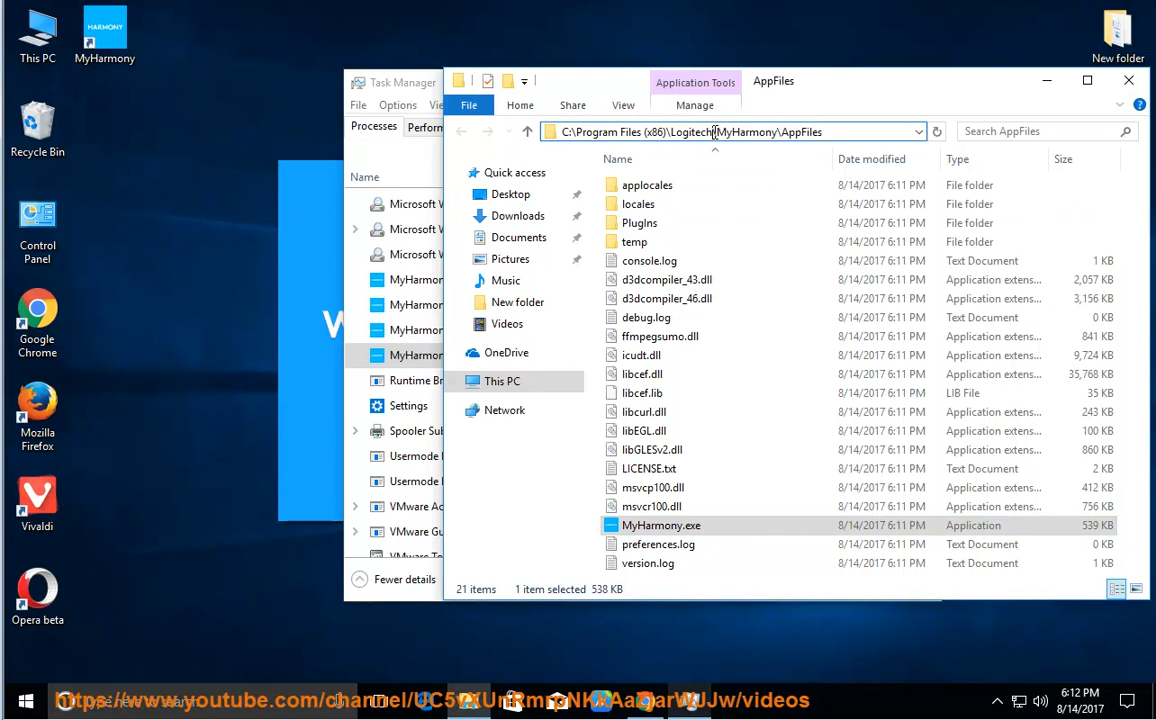 This PC
HARMONY
MyHarmony
New folder
Recycle Bin
Control
Panel
Google
Chrome
Mozilla
Firefox
Vivaldi
Opera beta
W
Task Manager
File Options
Processes
Name
Microsoft W
Microsoft W
Microsoft W
MyHarmon
MyHarmon
MyHarmon
MyHarmon
Runtime Br
Settings
Spooler Sub
Usermode
Usermode
VMware Ac
VMware Gu
VMware To
Fewer details
Application Tools AppFiles
File Home Share View Manage
C:\Program Files (x86)\Logitech\MyHarmony\AppFiles
Search AppFiles
Quick access
Desktop
Downloads
Documents
Pictures
Music
New folder
Videos
OneDrive
This PC
Network
Name Date modified Type Size
applocales 8/14/2017 6:11 PM File folder
locales 8/14/2017 6:11 PM File folder
PlugIns 8/14/2017 6:11 PM File folder
temp 8/14/2017 6:11 PM File folder
console.log 8/14/2017 6:11 PM Text Document 1 KB
d3dcompiler_43.dll 8/14/2017 6:11 PM Application extens... 2,057 KB
d3dcompiler_46.dll 8/14/2017 6:11 PM Application extens... 3,156 KB
debug.log 8/14/2017 6:11 PM Text Document 0 KB
ffmpegsumo.dll 8/14/2017 6:11 PM Application extens... 841 KB
icudt.dll 8/14/2017 6:11 PM Application extens... 9,724 KB
libcef.dll 8/14/2017 6:11 PM Application extens... 35,768 KB
libcef.lib 8/14/2017 6:11 PM LIB File 35 KB
libcurl.dll 8/14/2017 6:11 PM Application extens... 243 KB
libEGL.dll 8/14/2017 6:11 PM Application extens... 100 KB
libGLESv2.dll 8/14/2017 6:11 PM Application extens... 860 KB
LICENSE.txt 8/14/2017 6:11 PM Text Document 2 KB
msvcp100.dll 8/14/2017 6:11 PM Application extens... 412 KB
msvcr100.dll 8/14/2017 6:11 PM Application extens... 756 KB
MyHarmony.exe 8/14/2017 6:11 PM Application 539 KB
preferences.log 8/14/2017 6:11 PM Text Document 0 KB
version.log 8/14/2017 6:11 PM Text Document 1 KB
21 items 1 item selected 538 KB
6:12 PM
8/14/2017